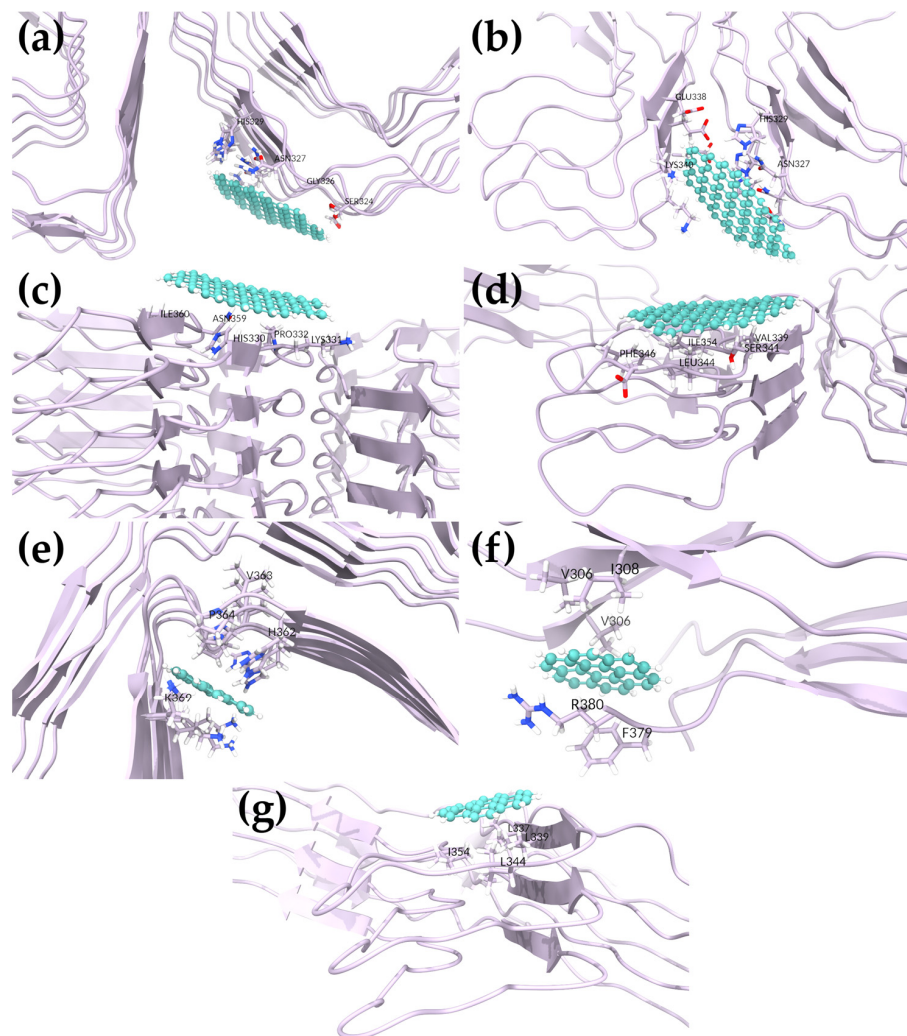 (a)
HIS329
ASN327
GLY326
SER324
(b)
GLU338
HIS329
LYS340
ASN327
(c)
ILE360
ASN359
HIS330
PRO332
LYS331
(d)
ILE354
VAL339
SER341
PHE346
LEU344
(e)
V363
P364
H362
K369
(f)
V306
I308
V306
R380
F379
(g)
L337
L339
I354
L344